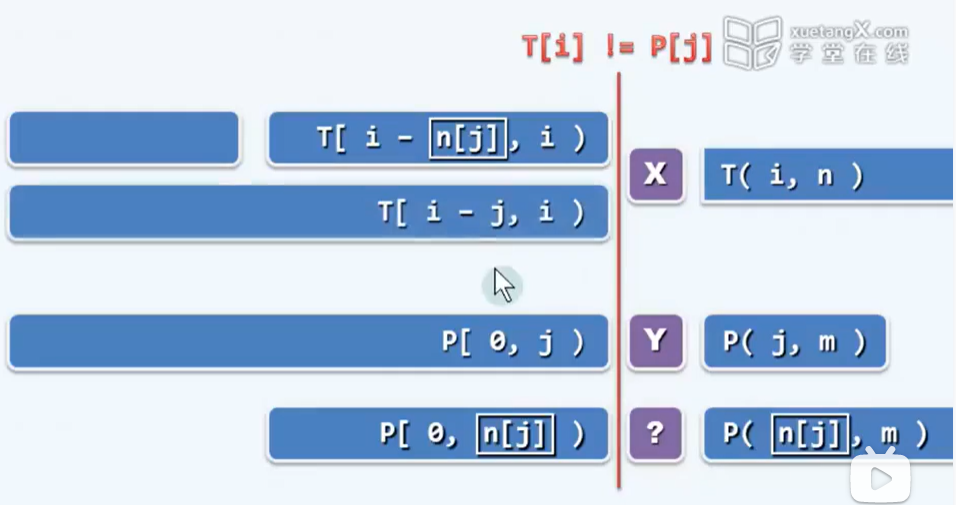 T[i] != P[j]
xuetangX.com
学堂在线
T[ i - n[j], i )
X
T( i, n )
T[ i - j, i )
P[ 0, j )
Y
P( j, m )
P[ 0, n[j] )
?
P( n[j], m )